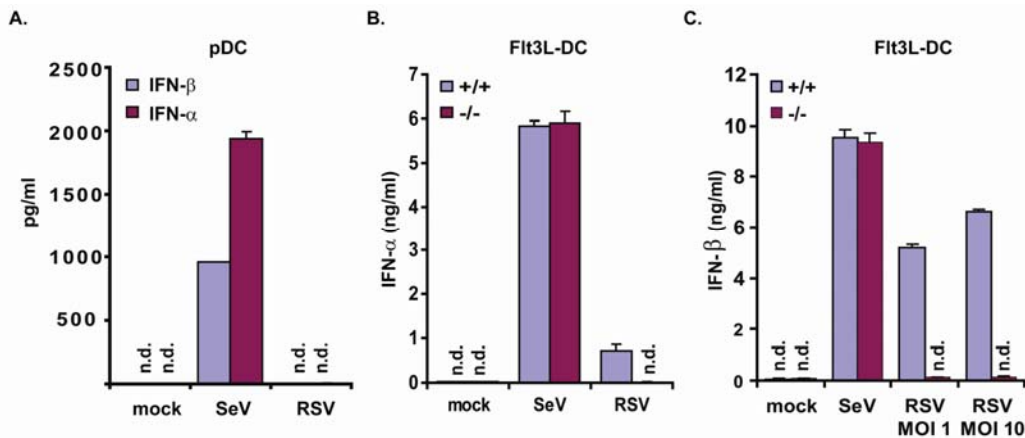 A.
pDC
IFN-β
IFN-α
pg/ml
2500
2000
1500
1000
500
n.d. n.d.
n.d. n.d.
mock SeV RSV
B.
Flt3L-DC
+/+
-/-
IFN-α (ng/ml)
7
6
5
4
3
2
1
0
n.d. n.d.
n.d.
mock SeV RSV
C.
Flt3L-DC
+/+
-/-
IFN-β (ng/ml)
12
10
8
6
4
2
0
n.d. n.d.
n.d.
n.d.
mock SeV RSV RSV
MOI 1 MOI 10